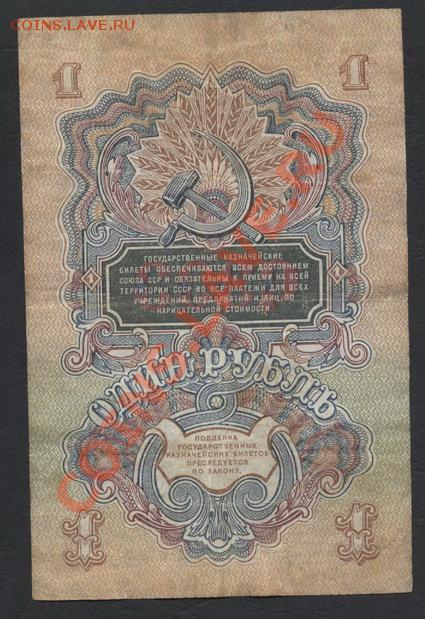 COINS.LAVE.RU
1 1
ГОСУДАРСТВЕННЫЕ КАЗНАЧЕЙСКИЕ
БИЛЕТЫ ОБЕСПЕЧИВАЮТСЯ ВСЕМ ДОСТОЯНИЕМ
СОЮЗА ССР И ОБЯЗАТЕЛЬНЫ К ПРИЕМУ НА ВСЕЙ
ТЕРРИТОРИИ СССР ВО ВСЕ ПЛАТЕЖИ ДЛЯ ВСЕХ
УЧРЕЖДЕНИЙ, ПРЕДПРИЯТИЙ И ЛИЦ, ПО
НАРИЦАТЕЛЬНОЙ СТОИМОСТИ.
ОДИН РУБЛЬ
ПОДДЕЛКА
ГОСУДАРСТВЕННЫХ
КАЗНАЧЕЙСКИХ БИЛЕТОВ
ПРЕСЛЕДУЕТСЯ
ПО ЗАКОНУ.
1 1